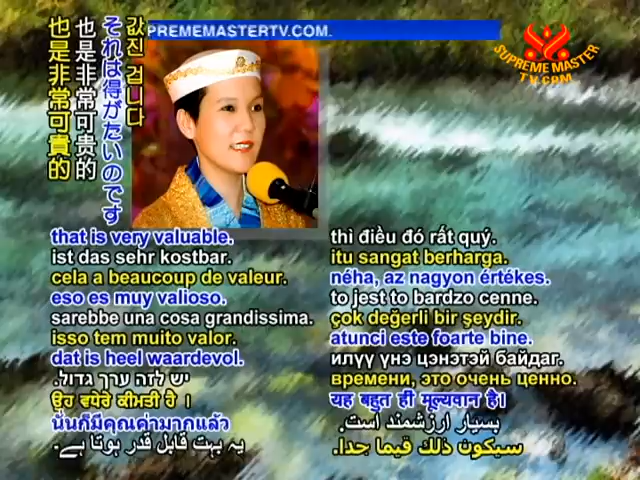 PREMEMASTERTV.COM.
SUPREME MASTER
TV.COM
값진 겁니다
それは得がたいのです
也是非常可贵的
也是非常可貴的
that is very valuable.
ist das sehr kostbar.
cela a beaucoup de valeur.
eso es muy valioso.
sarebbe una cosa grandissima.
isso tem muito valor.
dat is heel waardevol.
יש לזה ערך גדול.
ਉਹ ਵਧੇਰੇ ਕੀਮਤੀ ਹੈ ।
นั่นก็มีคุณค่ามากแล้ว
یہ بہت قابل قدر ہوتا ہے.
thì điều đó rất quý.
itu sangat berharga.
néha, az nagyon értékes.
to jest to bardzo cenne.
çok değerli bir şeydir.
atunci este foarte bine.
илүү үнэ цэнэтэй байдаг.
времени, это очень ценно.
यह बहुत ही मूल्यवान है।
بسیار ارزشمند است.
سيكون ذلك قيما جدا.